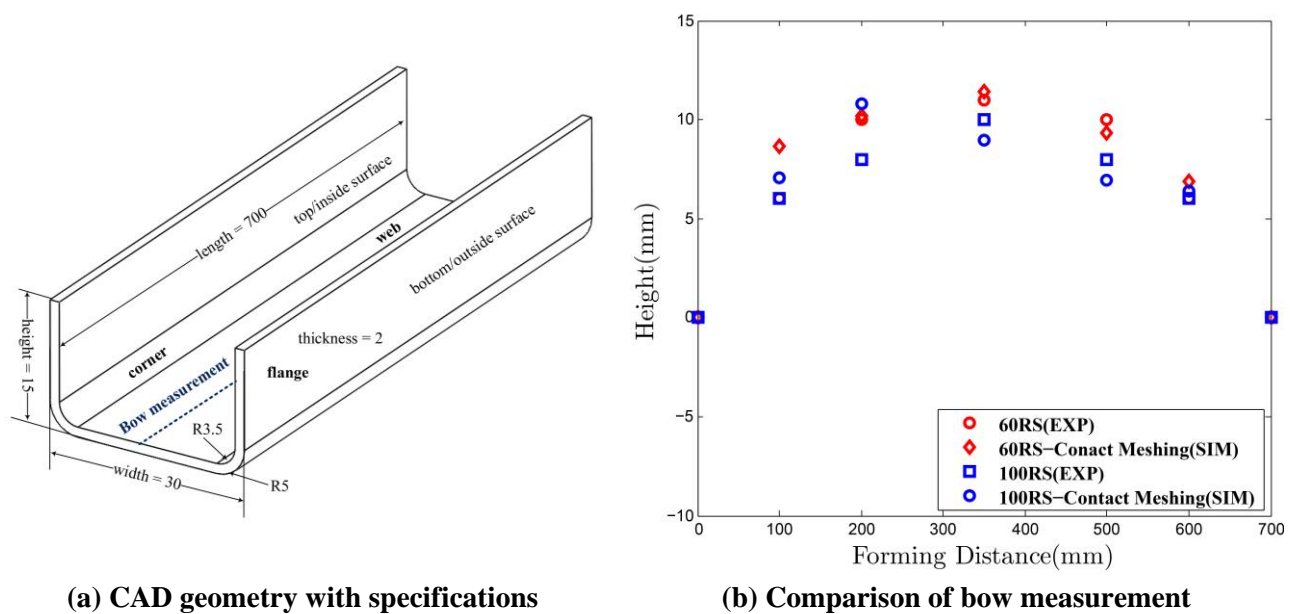 length = 700
top/inside surface
web
bottom/outside surface
height = 15
corner
thickness = 2
Bow measurement
flange
R3.5
width = 30
R5
(a) CAD geometry with specifications
15
10
5
0
−5
−10
Height(mm)
60RS(EXP)
60RS−Conact Meshing(SIM)
100RS(EXP)
100RS−Contact Meshing(SIM)
0 100 200 300 400 500 600 700
Forming Distance(mm)
(b) Comparison of bow measurement